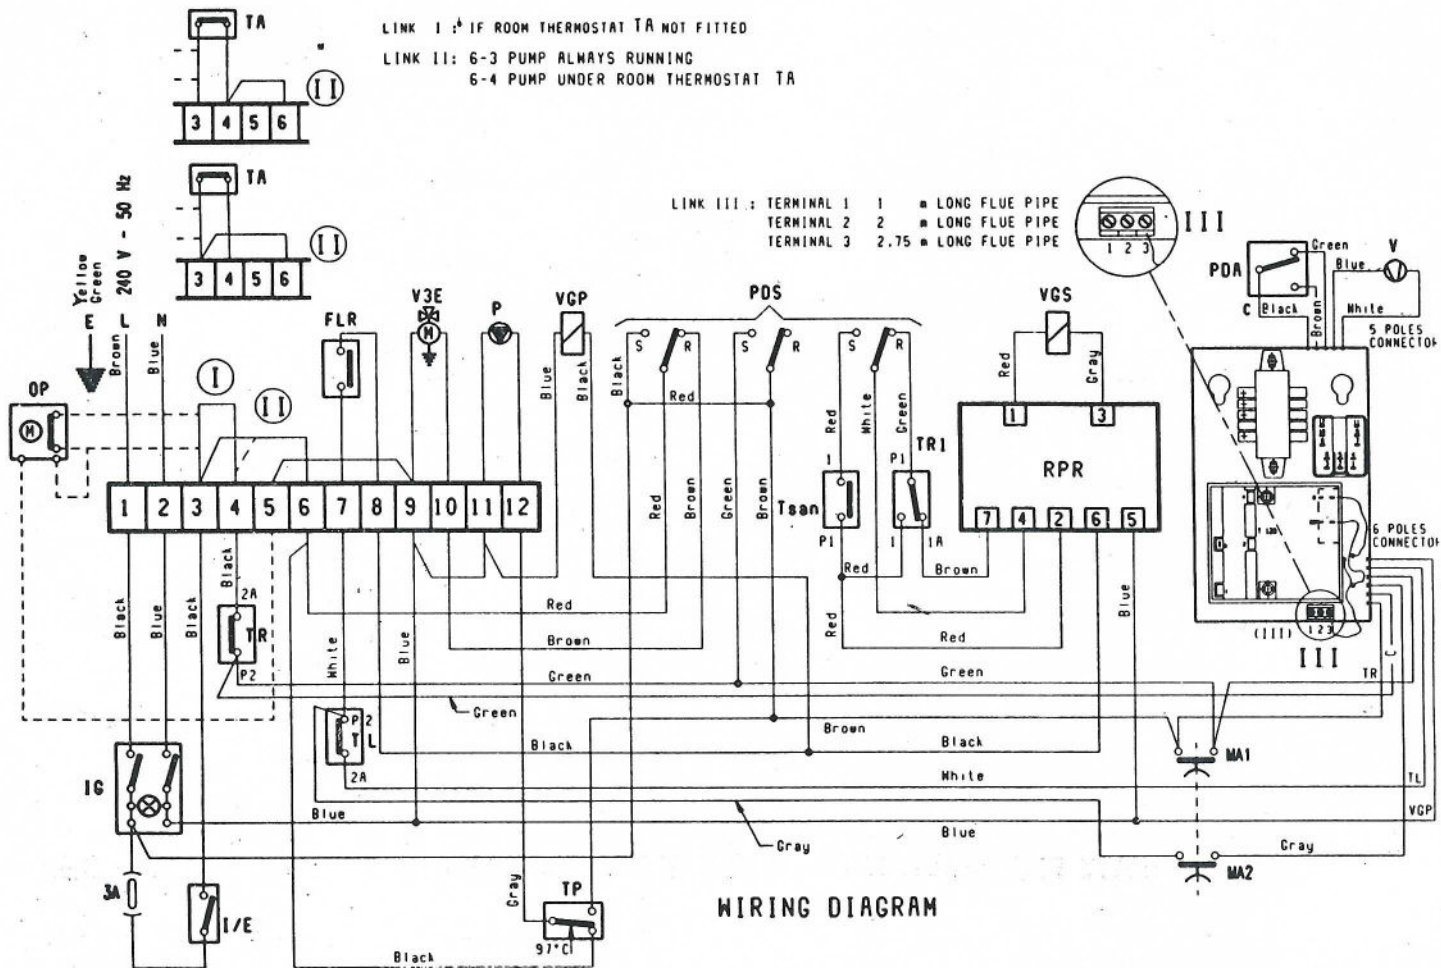 TA
LINK I : IF ROOM THERMOSTAT TA NOT FITTED
LINK II: 6-3 PUMP ALWAYS RUNNING
6-4 PUMP UNDER ROOM THERMOSTAT TA
II
3 4 5 6
TA
II
3 4 5 6
LINK III : TERMINAL 1 1 m LONG FLUE PIPE
TERMINAL 2 2 m LONG FLUE PIPE
TERMINAL 3 2.75 m LONG FLUE PIPE
1 2 3
III
240 V - 50 Hz
Yellow
Green
E L N
Brown
Blue
OP
M
I
II
FLR
V3E
M
P
VGP
Blue
Black
PDS
S R
S R
S R
Black
Red
Red
Brown
Green
Brown
Red
White
Green
VGS
Red
Gray
PDA
Green
Blue
V
C
Black
Brown
White
5 POLES
CONNECTOR
1 2 3 4 5 6 7 8 9 10 11 12
1
Tsan
P1
TR1
P1
1
1A
1 3
RPR
7 4 2 6 5
6 POLES
CONNECTOR
Red
Brown
Blue
Red
Red
Brown
Red
Black
Blue
Black
Black
2A
TR
P2
White
Blue
(III)
1 2 3
III
C
TR
Green
Green
Green
Brown
P2
TL
2A
Black
Black
White
MA1
TL
VGP
IG
Blue
Blue
Gray
Gray
MA2
3A
I/E
Gray
TP
97°C
Black
WIRING DIAGRAM